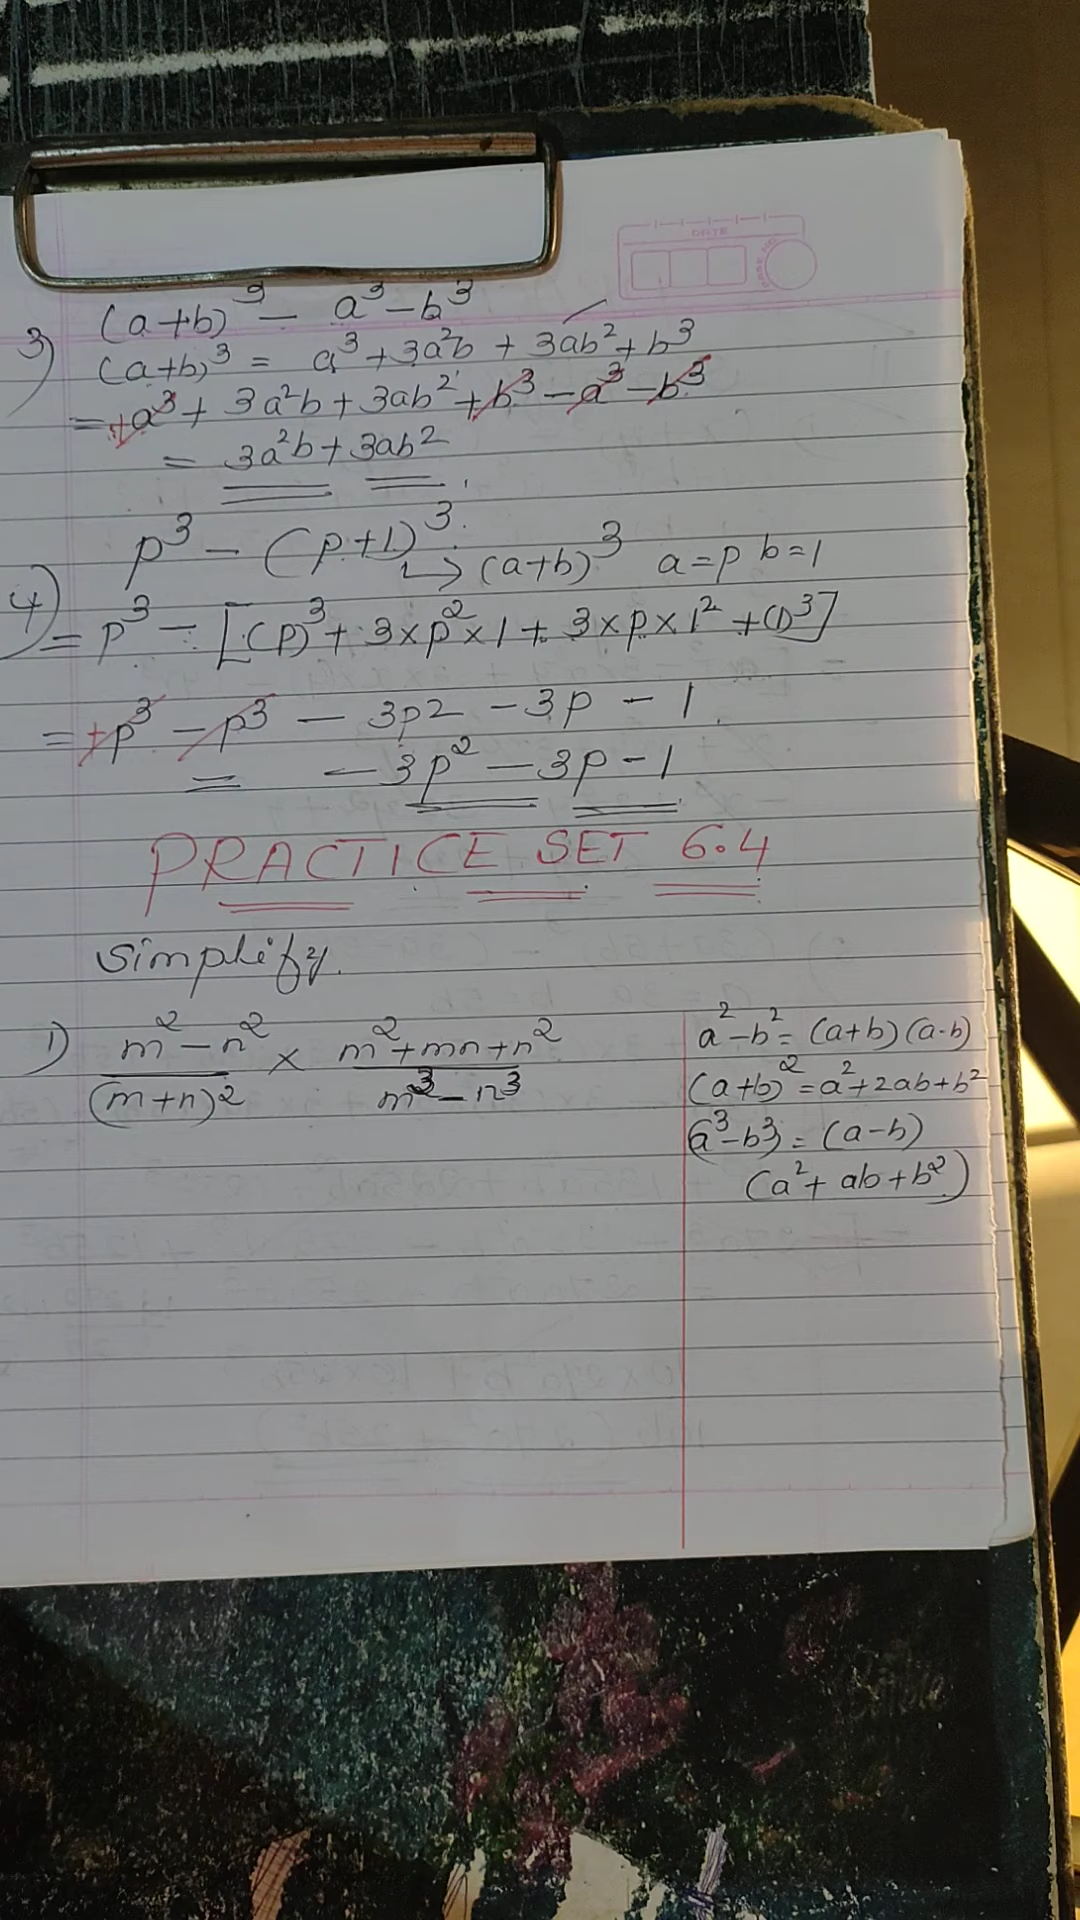 DATE
(a+b)³ - a³-b³
3) (a+b)³ = a³+3a²b + 3ab²+b³
= +a³+ 3a²b+3ab²+b³-a³-b³
= 3a²b+3ab²
p³ - (p+1)³.
↳ (a+b)³ a=p b=1
4) = p³ - [(p)³+ 3×p²×1+ 3×p×1² +(1)³]
= +p³ -p³ - 3p2 -3p - 1.
= -3p²-3p-1
PRACTICE SET 6.4
Simplify.
1) m²-n²/(m+n)2 × m²+mn+n²/m³-n³
a²-b²= (a+b)(a-b)
(a+b)²=a²+2ab+b²
(a³-b3) = (a-b)
(a²+ ab+b²)